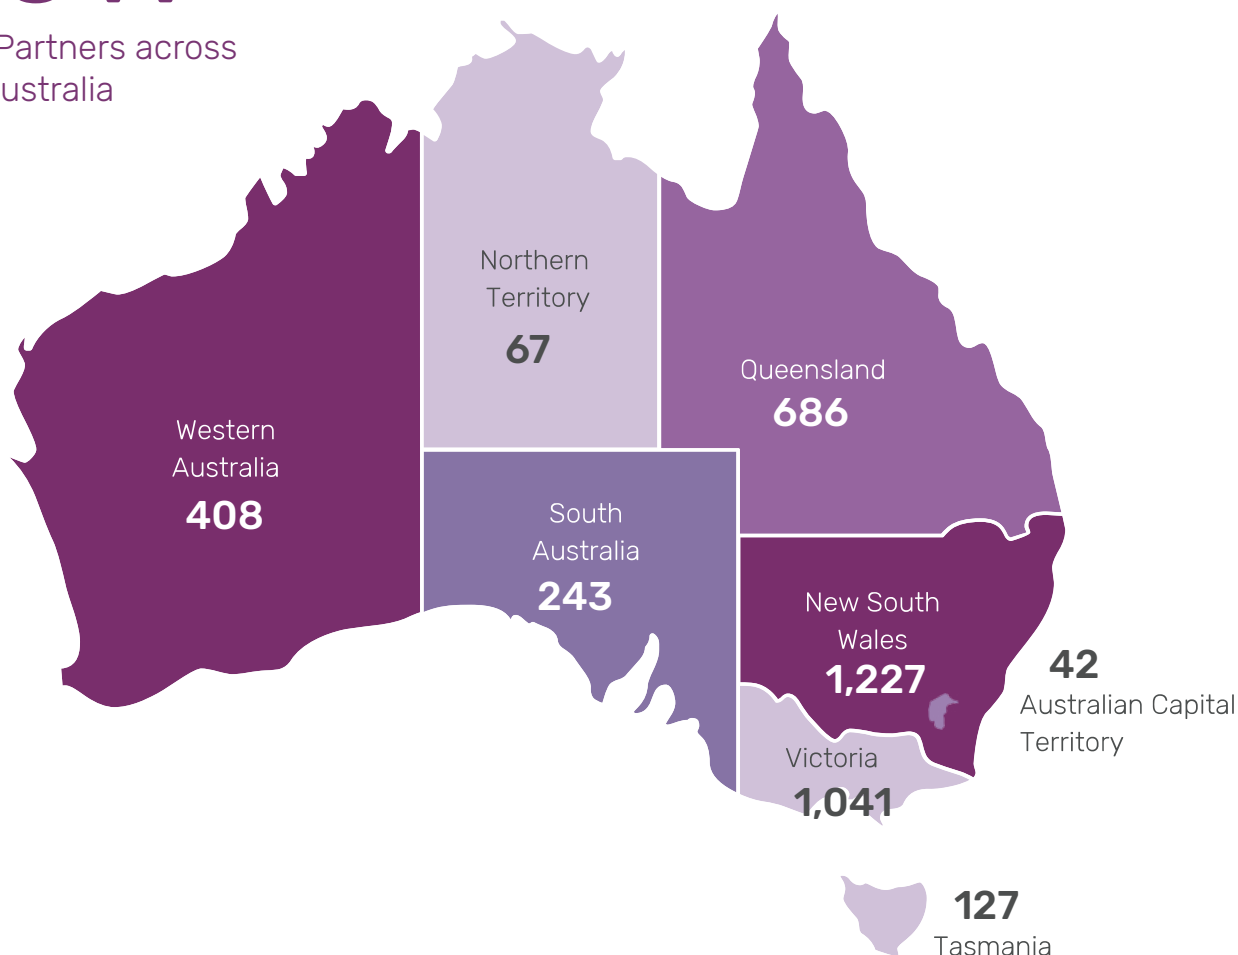 Partners across
ustralia
Northern
Territory
67
Queensland
686
Western
Australia
408
South
Australia
243
New South
Wales
1,227
42
Australian Capital
Territory
Victoria
1,041
127
Tasmania